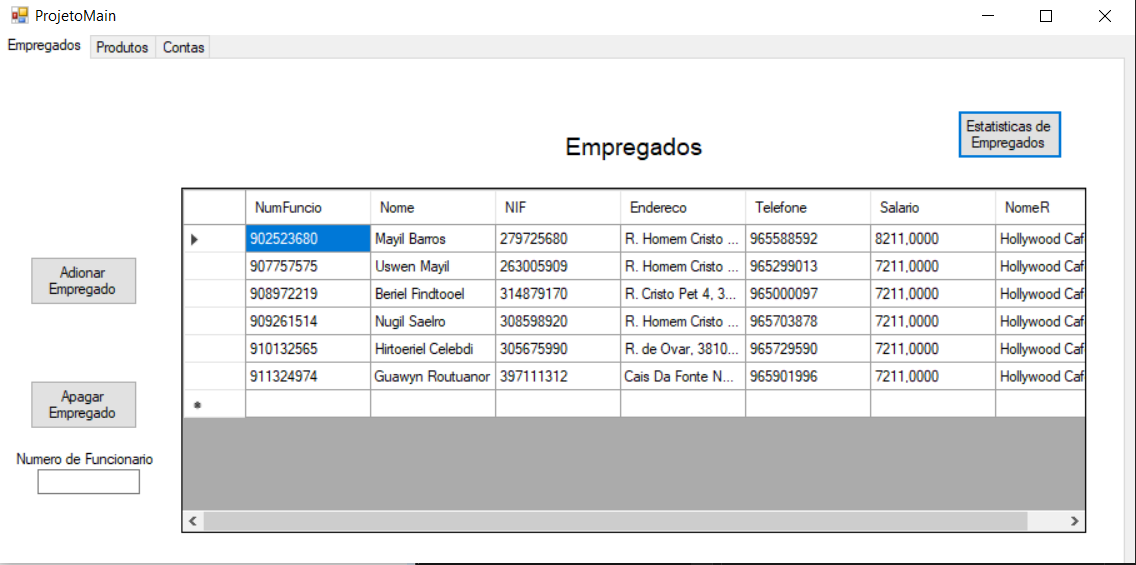 ProjetoMain
Empregados Produtos Contas
Estatisticas de
Empregados
Empregados
NumFuncio Nome NIF Endereco Telefone Salario NomeR
902523680 Mayil Barros 279725680 R. Homem Cristo ... 965588592 8211,0000 Hollywood Caf
907757575 Uswen Mayil 263005909 R. Homem Cristo ... 965299013 7211,0000 Hollywood Caf
908972219 Beriel Findtooel 314879170 R. Cristo Pet 4, 3... 965000097 7211,0000 Hollywood Caf
909261514 Nugil Saelro 308598920 R. Homem Cristo ... 965703878 7211,0000 Hollywood Caf
910132565 Hirtoeriel Celebdi 305675990 R. de Ovar, 3810... 965729590 7211,0000 Hollywood Caf
911324974 Guawyn Routuanor 397111312 Cais Da Fonte N... 965901996 7211,0000 Hollywood Caf
Adionar
Empregado
Apagar
Empregado
Numero de Funcionario